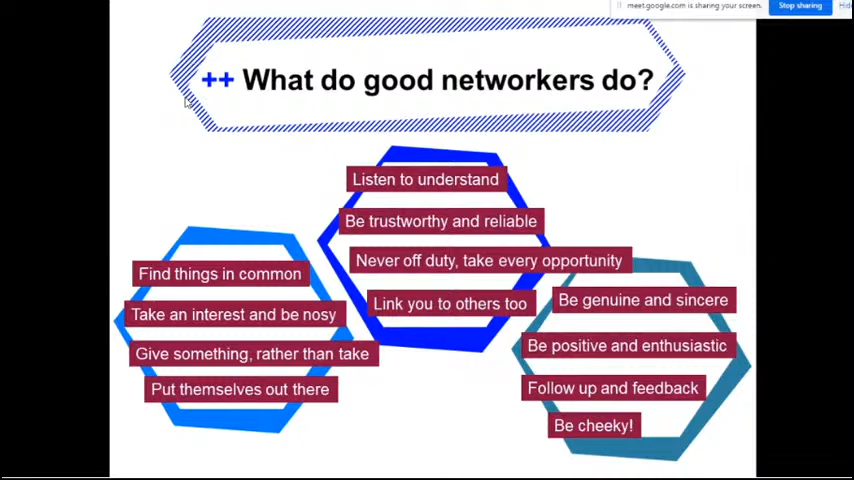 meet.google.com is sharing your screen.
Stop sharing
Hide
++ What do good networkers do?
Listen to understand
Be trustworthy and reliable
Never off duty, take every opportunity
Link you to others too
Find things in common
Take an interest and be nosy
Give something, rather than take
Put themselves out there
Be genuine and sincere
Be positive and enthusiastic
Follow up and feedback
Be cheeky!